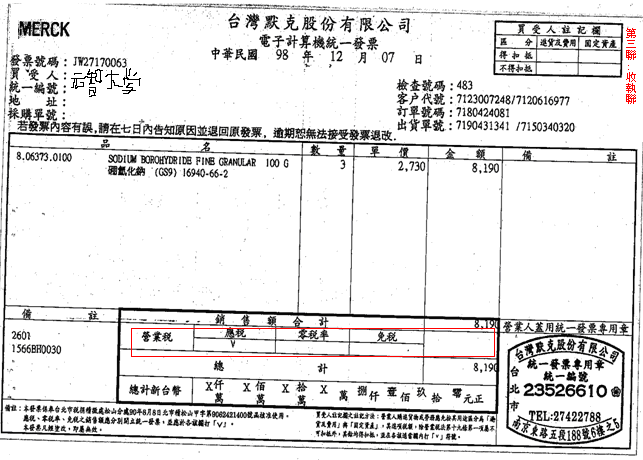 MERCK
台灣默克股份有限公司
電子計算機統一發票
中華民國 98 年 12 月 07 日
買受人註記欄
區 分 進貨及費用 固定資產
得扣抵
不得扣抵
第三聯:收執聯
發票號碼:JW27170063
買受人:
統一編號:
地 址:
採購單號:
檢查號碼:483
客戶代號:7123007248/7120616977
訂單號碼:7180424081
出貨單號:7190431341 /7150340320
若發票內容有誤,請在七日內告知原因並退回原發票, 逾期恕無法接受發票退改.
品 名 數 量 單 價 金 額 備 註
8.06373.0100 SODIUM BOROHYDRIDE FINE GRANULAR 100 G 3 2,730 8,190
硼氫化鈉 (GS9) 16940-66-2
備 註
2601
1566BH0030
銷 售 額 合 計 8,190
營業稅 應稅 零稅率 免稅
V
總 計 8,190
總計新台幣 X仟萬 X佰萬 X拾萬 X萬 捌仟 壹佰 玖拾 零元正
營業人蓋用統一發票專用章
台灣默克股份有限公司
統一發票專用章
統一編號
台北市
23526610
TEL:27422788
南京東路五段188號6樓之5